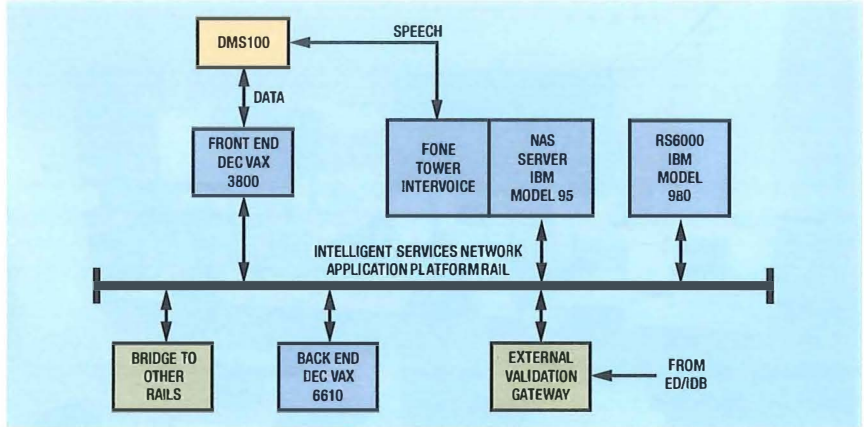 DMS100
SPEECH
DATA
FRONT END
DEC VAX
3800
FONE
TOWER
INTERVOICE
NAS
SERVER
IBM
MODEL 95
RS6000
IBM
MODEL
980
INTELLIGENT SERVICES NETWORK
APPLICATION PLATFORM RAIL
BRIDGE TO
OTHER
RAILS
BACK END
DEC VAX
6610
EXTERNAL
VALIDATION
GATEWAY
FROM
ED/IDB